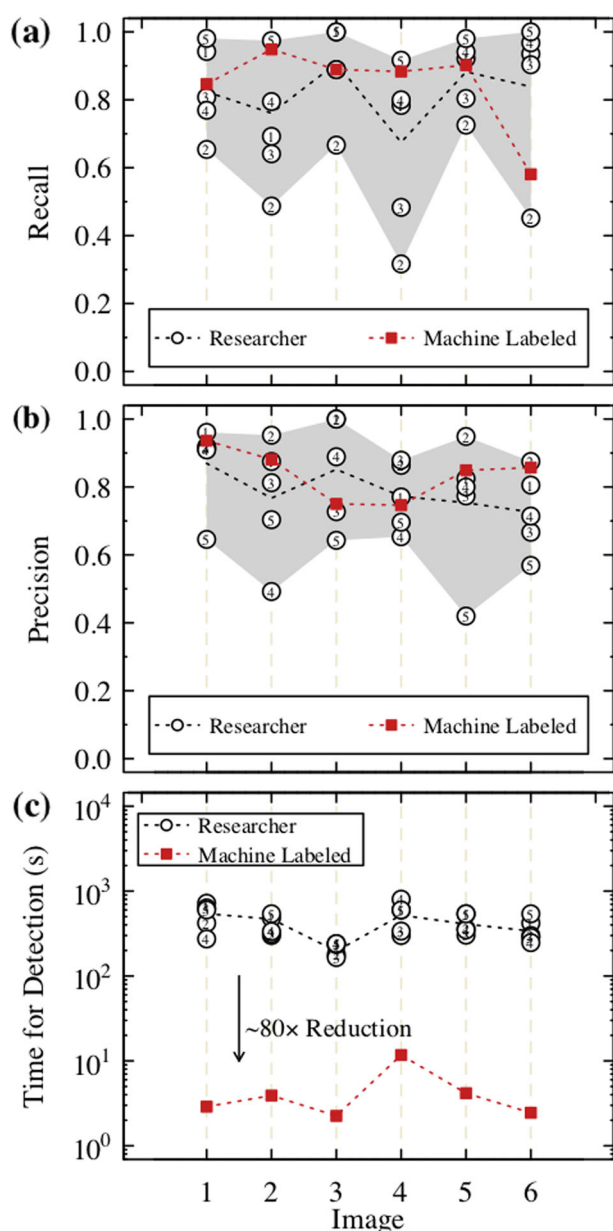 (a)
1.0
0.8
0.6
0.4
0.2
0.0
Recall
Researcher
Machine Labeled
(b)
1.0
0.8
0.6
0.4
0.2
0.0
Precision
Researcher
Machine Labeled
(c)
10⁴
10³
10²
10¹
10⁰
Time for Detection (s)
Researcher
Machine Labeled
~80× Reduction
1 2 3 4 5 6
Image